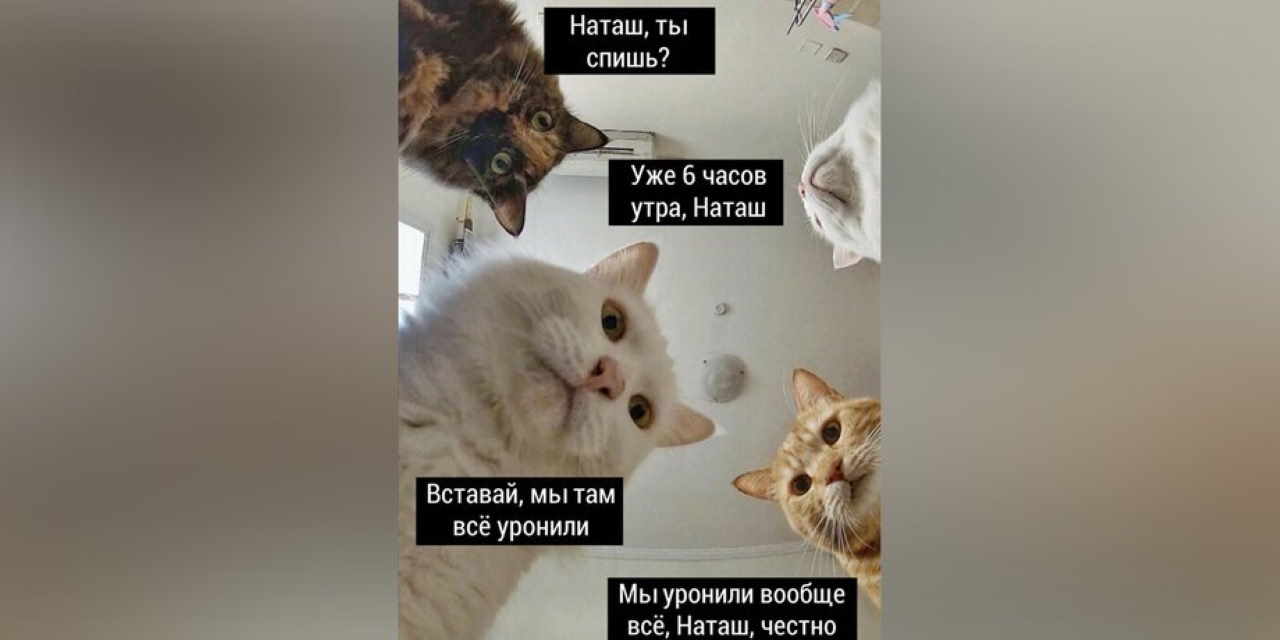 Наташ, ты
спишь?
Уже 6 часов
утра, Наташ
Вставай, мы там
всё уронили
Мы уронили вообще
всё, Наташ, честно